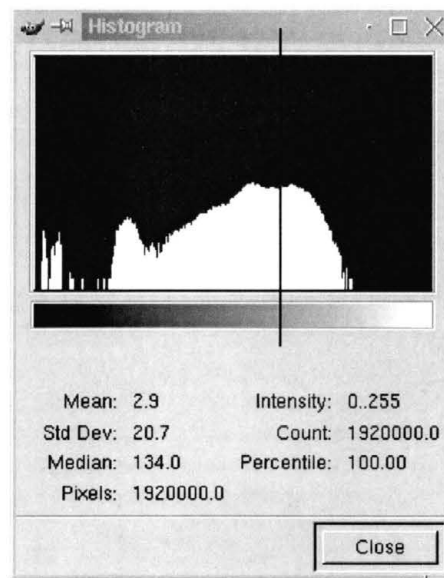 Histogram
Mean: 2.9 Intensity: 0..255
Std Dev: 20.7 Count: 1920000.0
Median: 134.0 Percentile: 100.00
Pixels: 1920000.0
Close